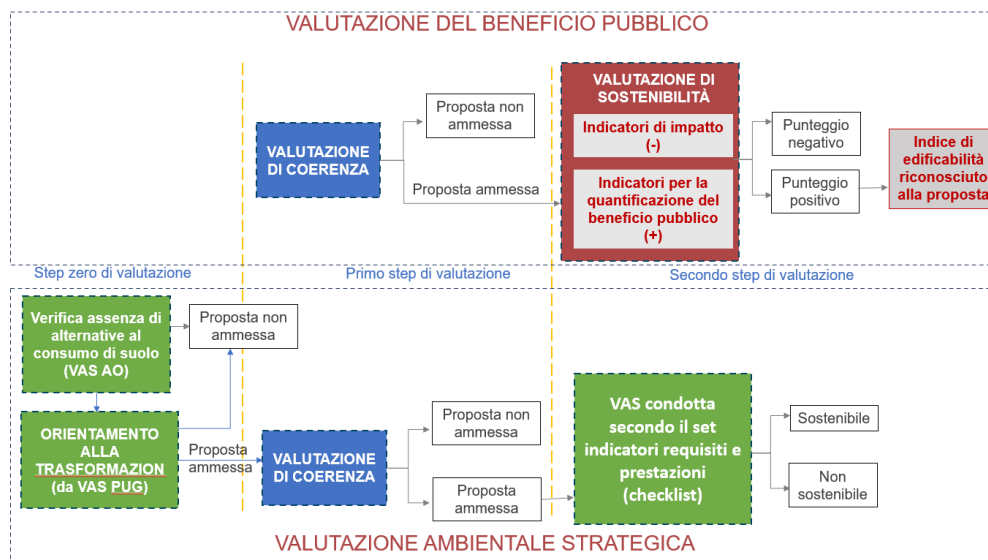 VALUTAZIONE DEL BENEFICIO PUBBLICO
VALUTAZIONE
DI COERENZA
Proposta non
ammessa
Proposta ammessa
VALUTAZIONE DI
SOSTENIBILITÀ
Indicatori di impatto
(-)
Indicatori per la
quantificazione del
beneficio pubblico
(+)
Punteggio
negativo
Punteggio
positivo
Indice di
edificabilità
riconosciuto
alla proposta
Step zero di valutazione
Primo step di valutazione
Secondo step di valutazione
Verifica assenza di
alternative al
consumo di suolo
(VAS AO)
Proposta non
ammessa
ORIENTAMENTO
ALLA
TRASFORMAZION
(da VAS PUG)
Proposta
ammessa
VALUTAZIONE
DI COERENZA
Proposta non
ammessa
Proposta
ammessa
VAS condotta
secondo il set
indicatori requisiti e
prestazioni
(checklist)
Sostenibile
Non
sostenibile
VALUTAZIONE AMBIENTALE STRATEGICA